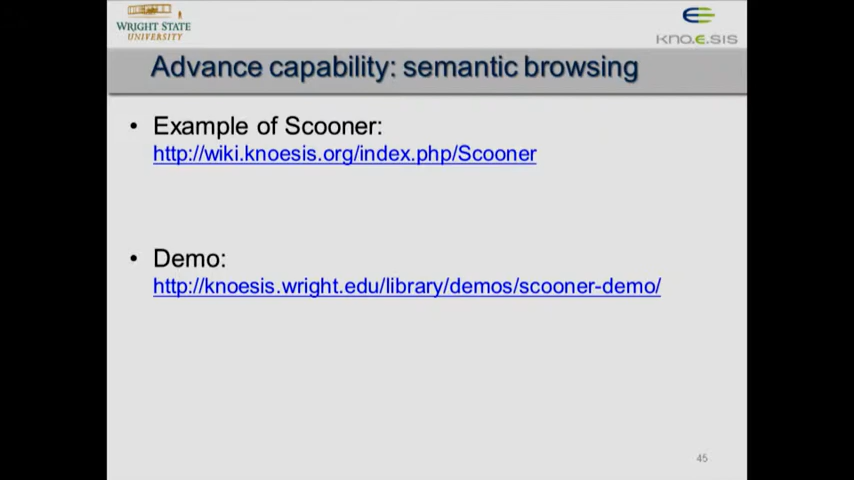 WRIGHT STATE
UNIVERSITY
KNO.E.SIS
Advance capability: semantic browsing
• Example of Scooner:
http://wiki.knoesis.org/index.php/Scooner
• Demo:
http://knoesis.wright.edu/library/demos/scooner-demo/
45